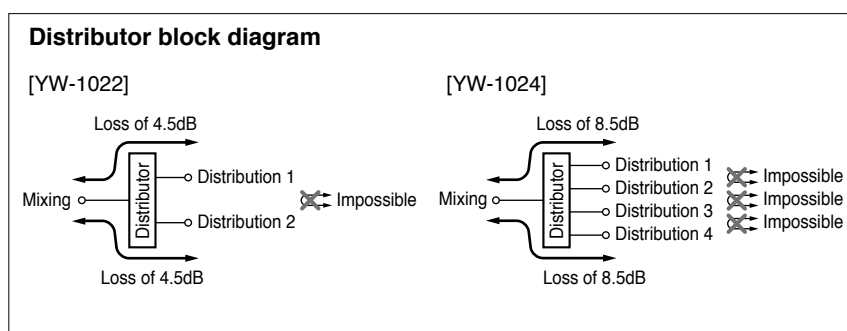 Distributor block diagram
[YW-1022]
Loss of 4.5dB
Mixing
Distributor
Distribution 1
Distribution 2
Impossible
Loss of 4.5dB
[YW-1024]
Loss of 8.5dB
Mixing
Distributor
Distribution 1
Distribution 2
Distribution 3
Distribution 4
Impossible
Impossible
Impossible
Loss of 8.5dB